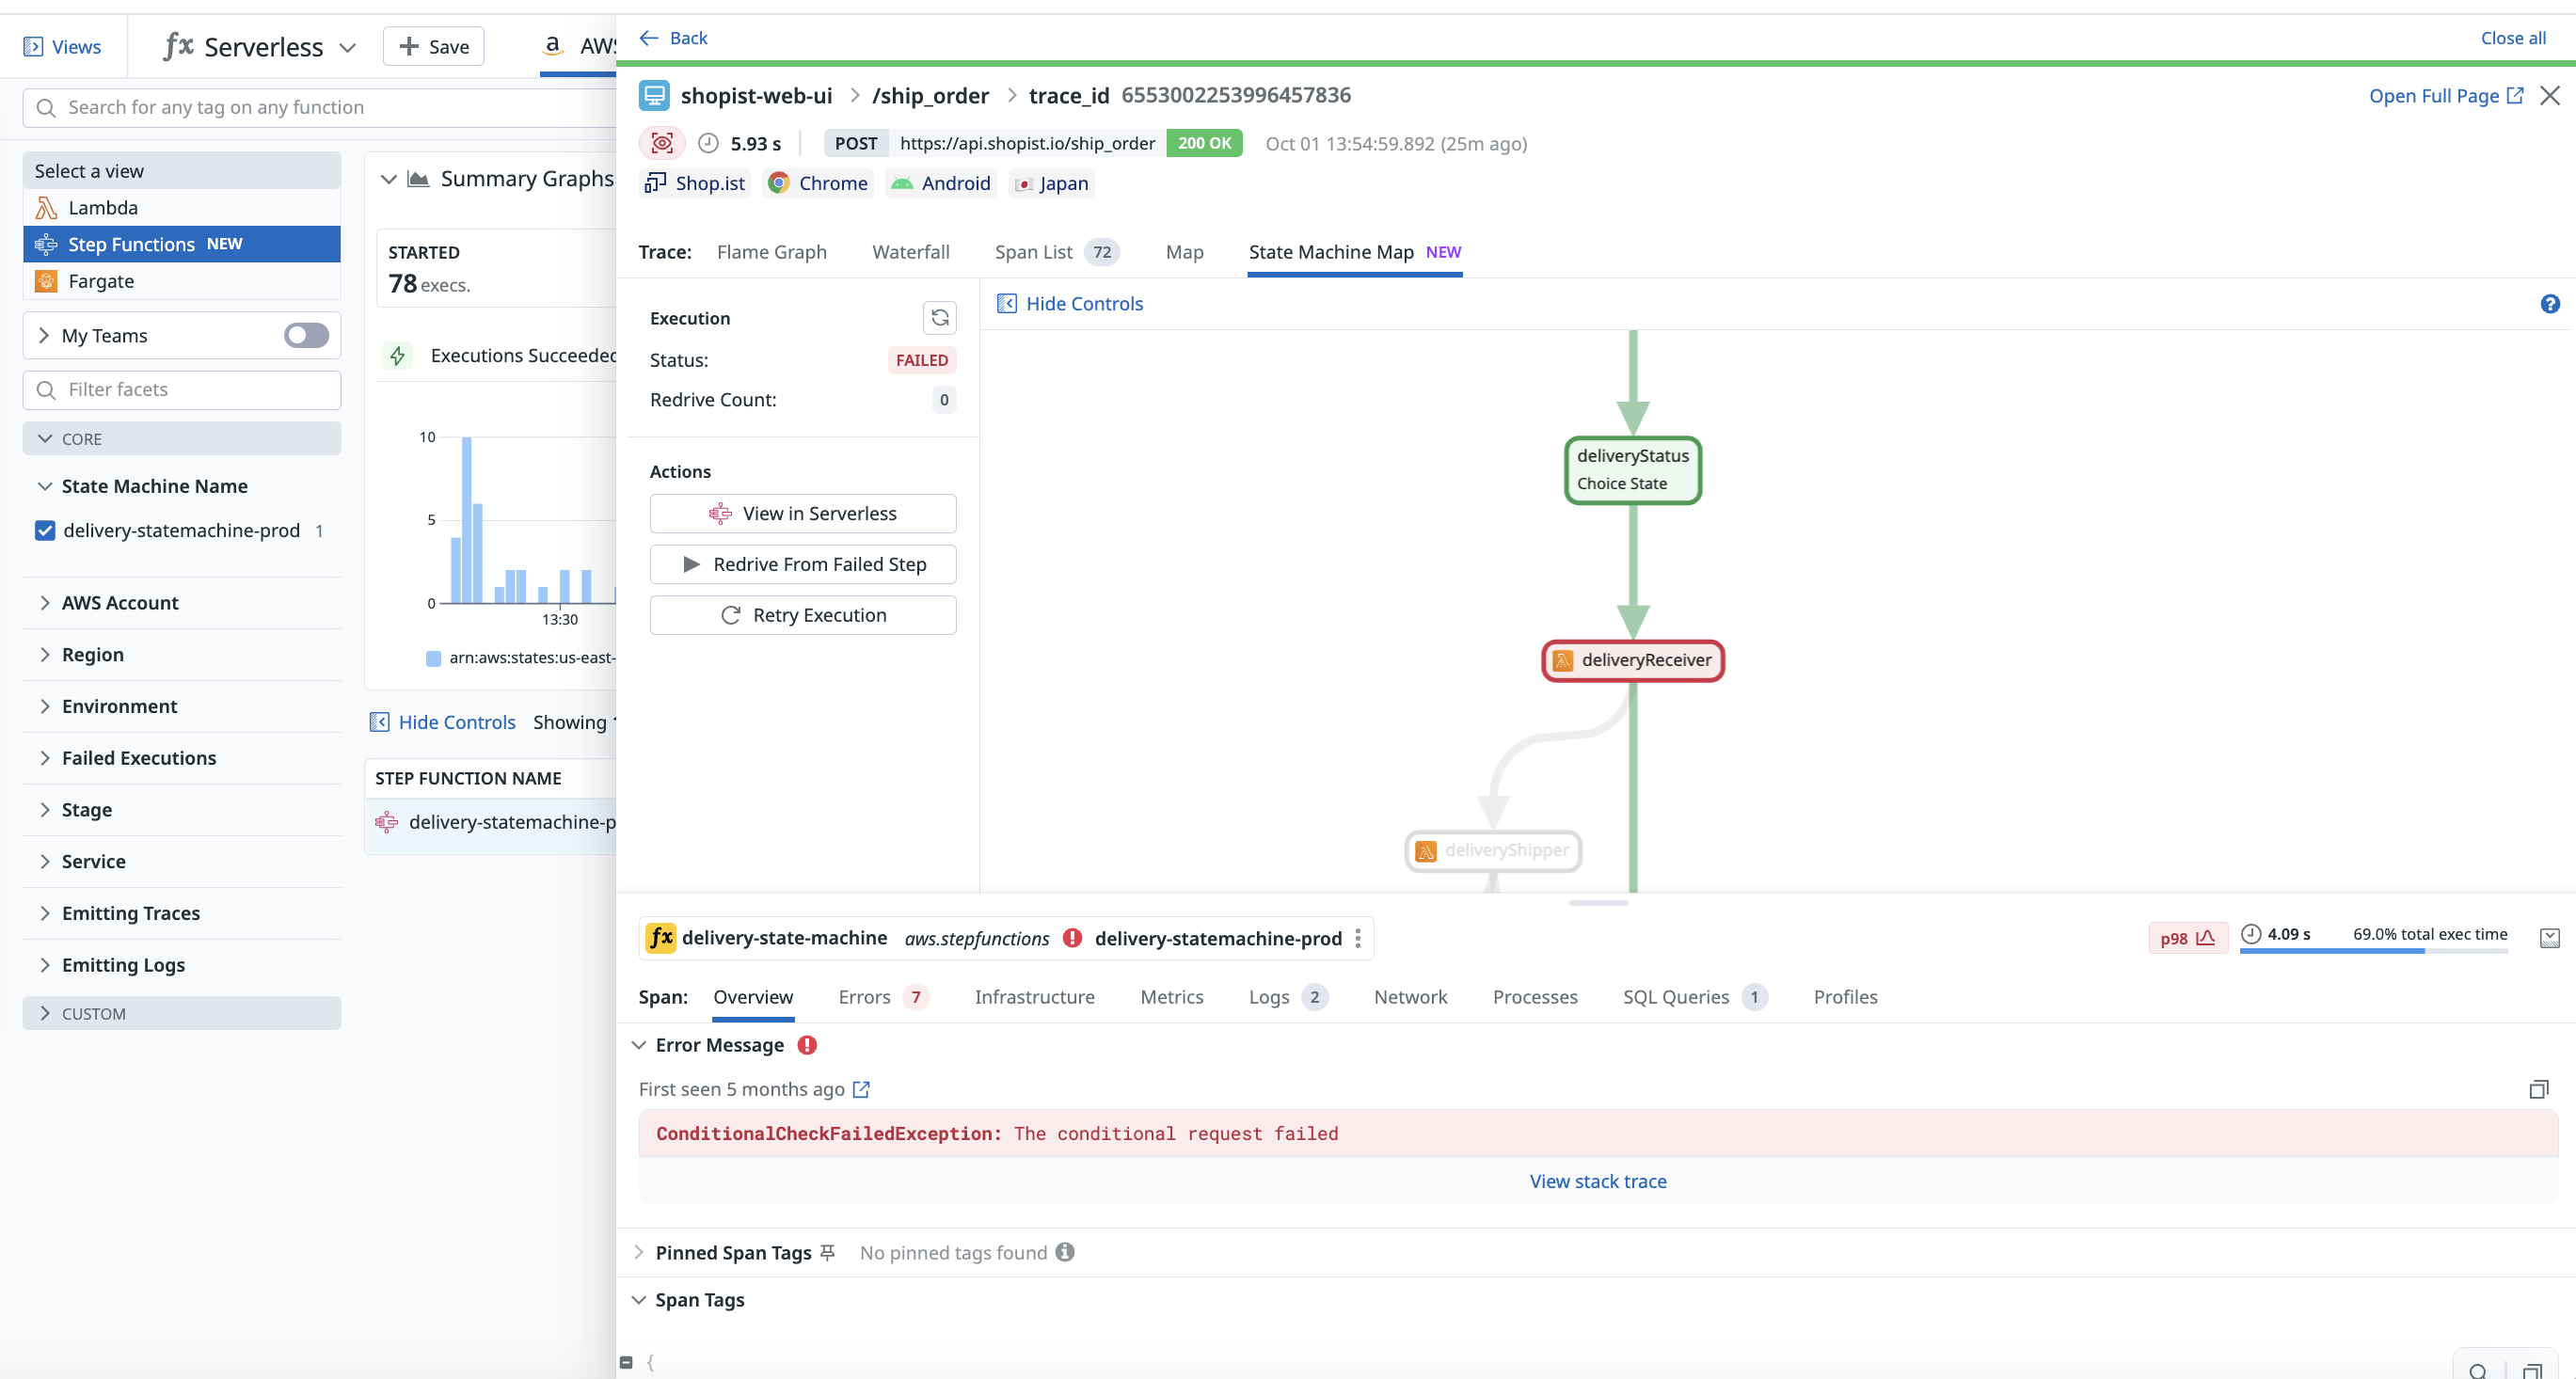 Views
fx Serverless
+ Save
a AWS
Search for any tag on any function
Select a view
Lambda
Step Functions NEW
Fargate
My Teams
Filter facets
CORE
State Machine Name
delivery-statemachine-prod 1
AWS Account
Region
Environment
Failed Executions
Stage
Service
Emitting Traces
Emitting Logs
CUSTOM
Summary Graphs
STARTED
78 execs.
Executions Succeeded
10
5
0
13:30
arn:aws:states:us-east-
Hide Controls Showing
STEP FUNCTION NAME
delivery-statemachine-p
Back
Close all
shopist-web-ui > /ship_order > trace_id 6553002253996457836
Open Full Page
5.93 s
POST https://api.shopist.io/ship_order 200 OK
Oct 01 13:54:59.892 (25m ago)
Shop.ist
Chrome
Android
Japan
Trace: Flame Graph Waterfall Span List 72 Map State Machine Map NEW
Execution
Status: FAILED
Redrive Count: 0
Actions
View in Serverless
Redrive From Failed Step
Retry Execution
Hide Controls
?
deliveryStatus
Choice State
deliveryReceiver
deliveryShipper
fx delivery-state-machine aws.stepfunctions ! delivery-statemachine-prod
p98
4.09 s 69.0% total exec time
Span: Overview Errors 7 Infrastructure Metrics Logs 2 Network Processes SQL Queries 1 Profiles
Error Message !
First seen 5 months ago
ConditionalCheckFailedException: The conditional request failed
View stack trace
Pinned Span Tags No pinned tags found
Span Tags
{